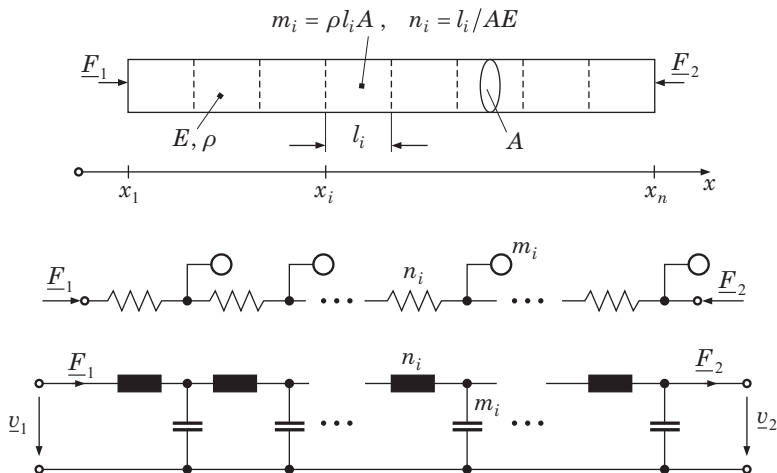 m_i = ρl_iA , n_i = l_i/AE
F_1 F_2
E, ρ l_i A
x_1 x_i x_n x
m_i
F_1 n_i F_2
F_1 n_i F_2
v_1 m_i v_2